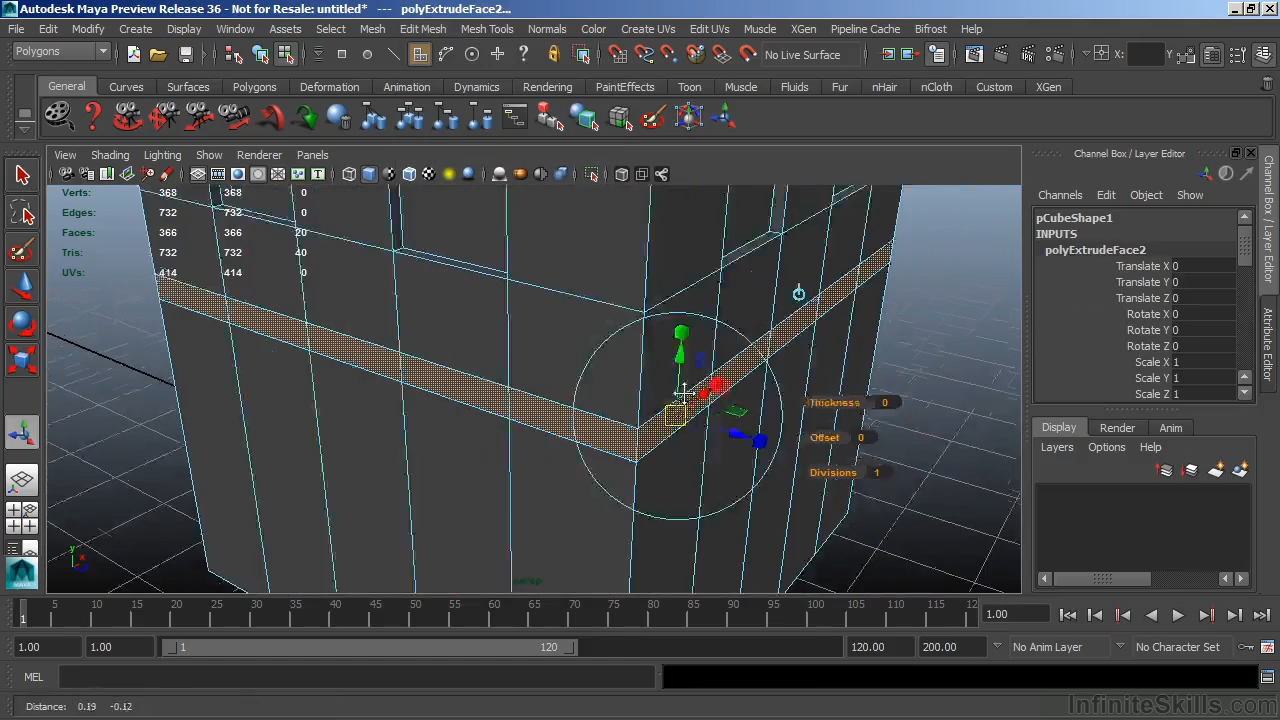 Autodesk Maya Preview Release 36 - Not for Resale: untitled* --- polyExtrudeFace2...
File Edit Modify Create Display Window Assets Select Mesh Edit Mesh Mesh Tools Normals Color Create UVs Edit UVs Muscle XGen Pipeline Cache Bifrost Help
Polygons No Live Surface X:
General Curves Surfaces Polygons Deformation Animation Dynamics Rendering PaintEffects Toon Muscle Fluids Fur nHair nCloth Custom XGen
View Shading Lighting Show Renderer Panels
Channel Box / Layer Editor
Channels Edit Object Show
Verts: 368 368 0
Edges: 732 732 0
Faces: 366 366 20
Tris: 732 732 40
UVs: 414 414 0
pCubeShape1
INPUTS
polyExtrudeFace2
Translate X 0
Translate Y 0
Translate Z 0
Rotate X 0
Rotate Y 0
Rotate Z 0
Scale X 1
Scale Y 1
Scale Z 1
Thickness 0
Offset 0
Divisions 1
Display Render Anim
Layers Options Help
Channel Box / Layer Editor
Attribute Editor
y
x
persp
1 5 10 15 20 25 30 35 40 45 50 55 60 65 70 75 80 85 90 95 100 105 110 115 12
1.00
1.00 1.00 1 120 120.00 200.00 No Anim Layer No Character Set
MEL
Distance: 0.19 -0.12
InfiniteSkills.com